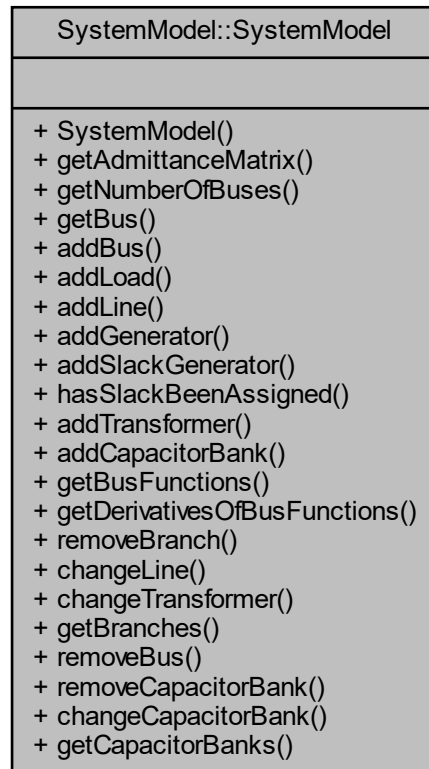 SystemModel::SystemModel
+ SystemModel()
+ getAdmittanceMatrix()
+ getNumberOfBuses()
+ getBus()
+ addBus()
+ addLoad()
+ addLine()
+ addGenerator()
+ addSlackGenerator()
+ hasSlackBeenAssigned()
+ addTransformer()
+ addCapacitorBank()
+ getBusFunctions()
+ getDerivativesOfBusFunctions()
+ removeBranch()
+ changeLine()
+ changeTransformer()
+ getBranches()
+ removeBus()
+ removeCapacitorBank()
+ changeCapacitorBank()
+ getCapacitorBanks()